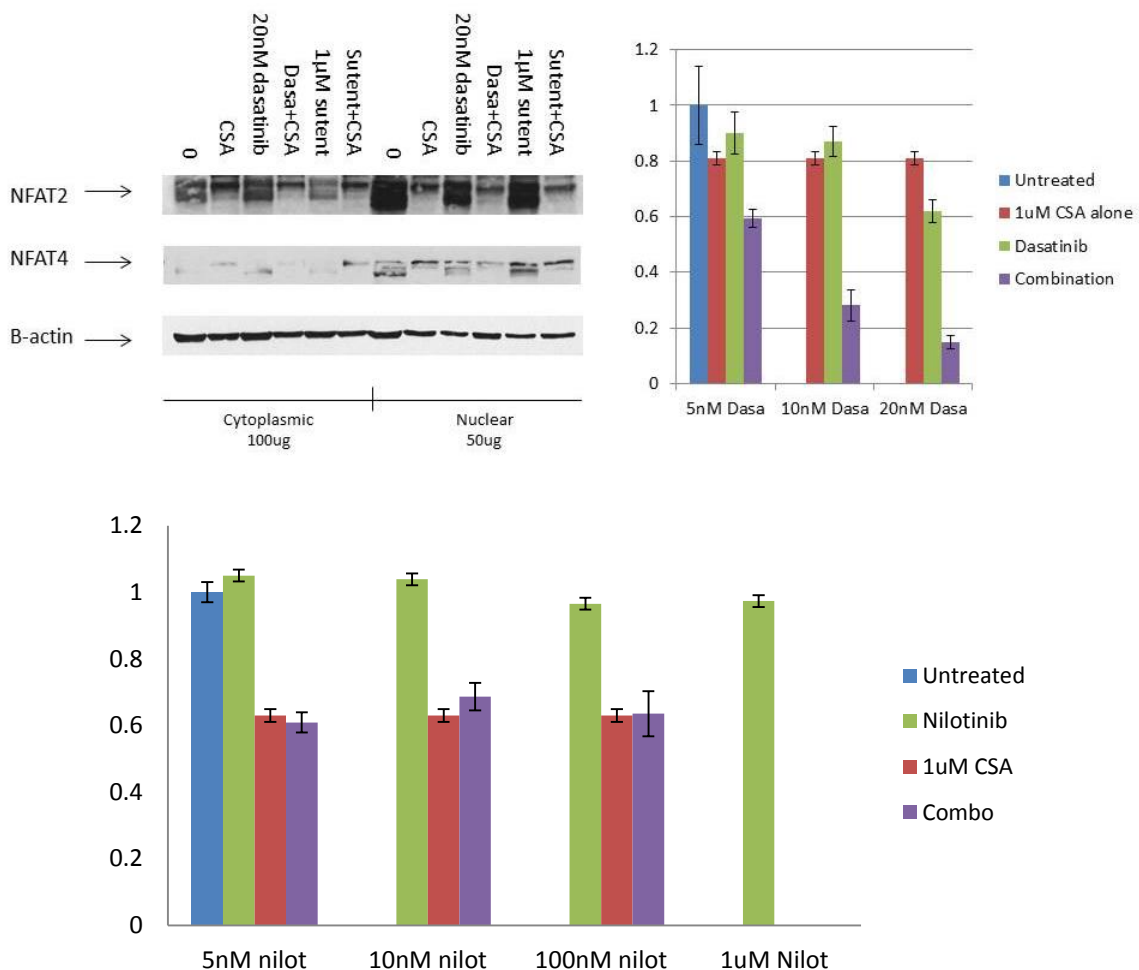 0
CSA
20nM dasatinib
Dasa+CSA
1µM sutent
Sutent+CSA
0
CSA
20nM dasatinib
Dasa+CSA
1µM sutent
Sutent+CSA
NFAT2
NFAT4
B-actin
Cytoplasmic
100ug
Nuclear
50ug
1.2
1
0.8
0.6
0.4
0.2
0
5nM Dasa
10nM Dasa
20nM Dasa
Untreated
1uM CSA alone
Dasatinib
Combination
1.2
1
0.8
0.6
0.4
0.2
0
5nM nilot
10nM nilot
100nM nilot
1uM Nilot
Untreated
Nilotinib
1uM CSA
Combo